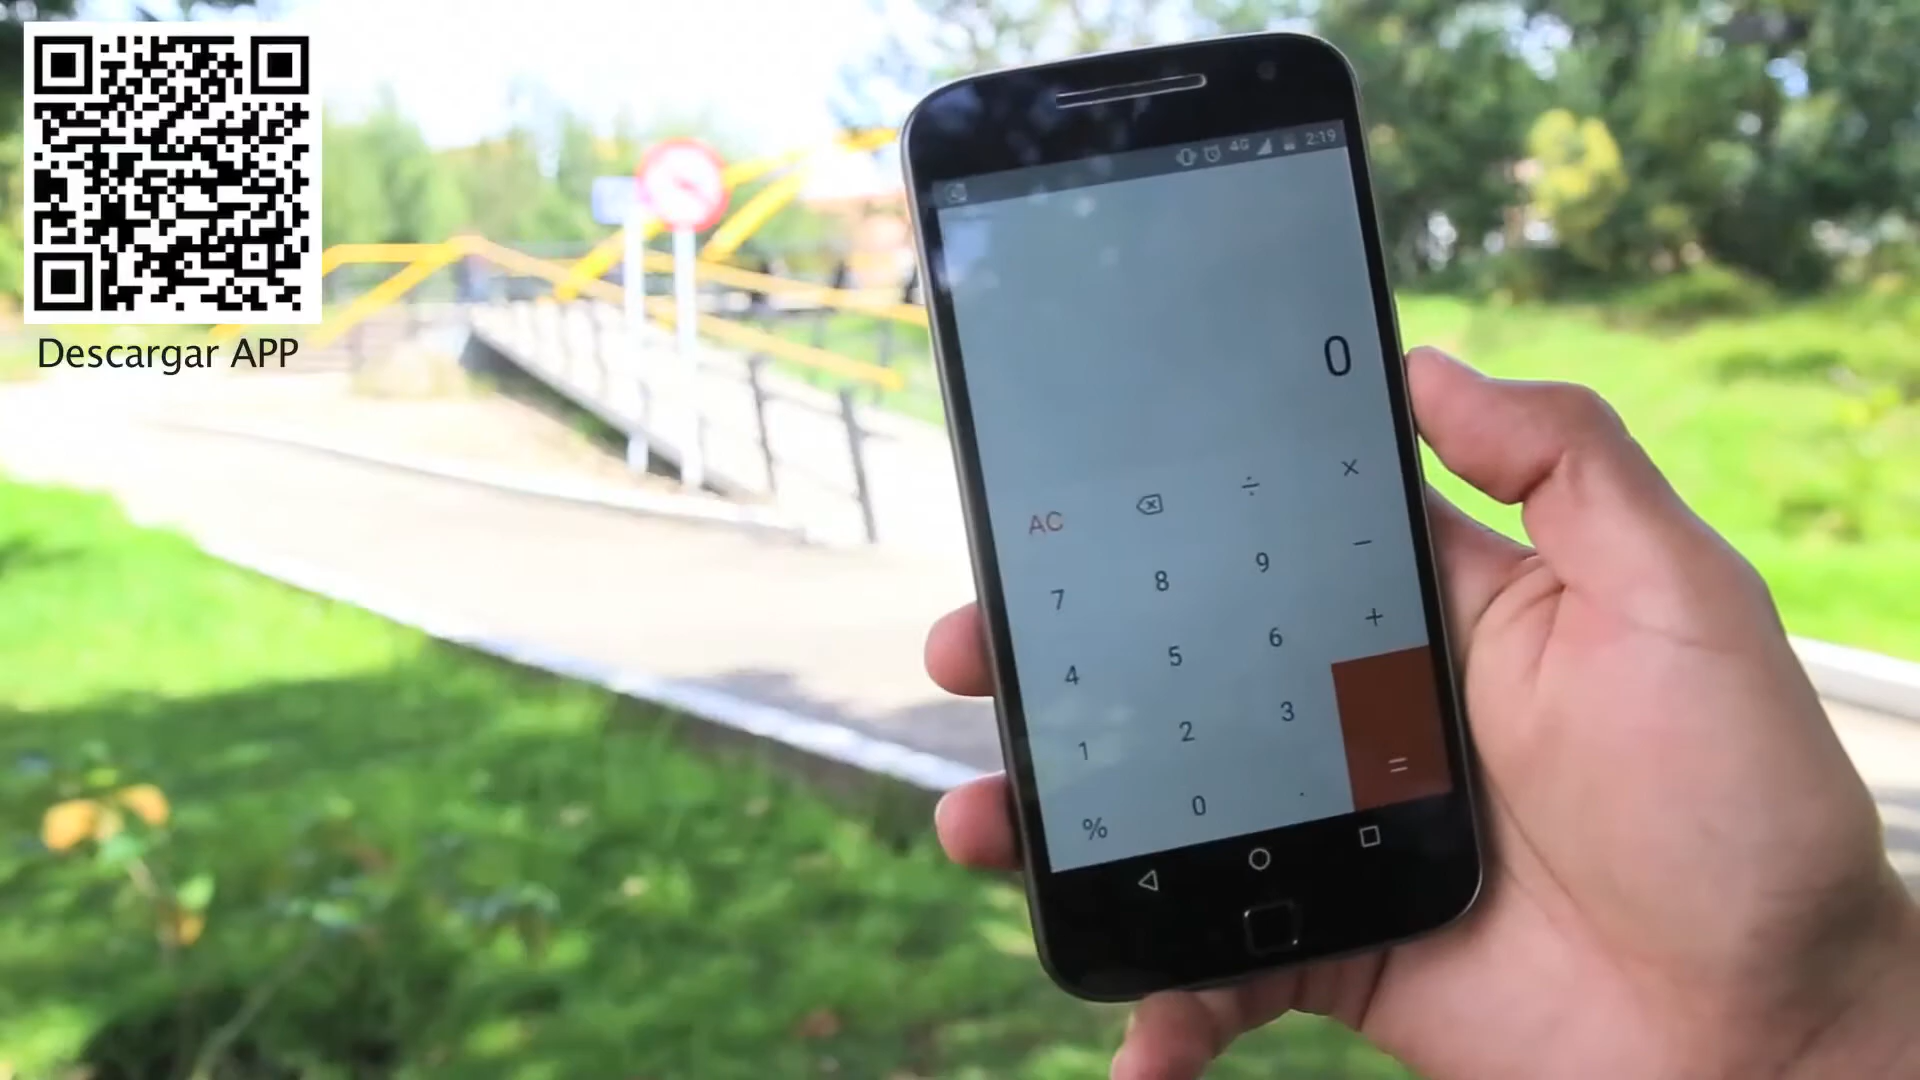 Descargar APP
4G 2:19
0
AC ÷ ×
7 8 9 −
4 5 6 +
1 2 3
% 0 . =